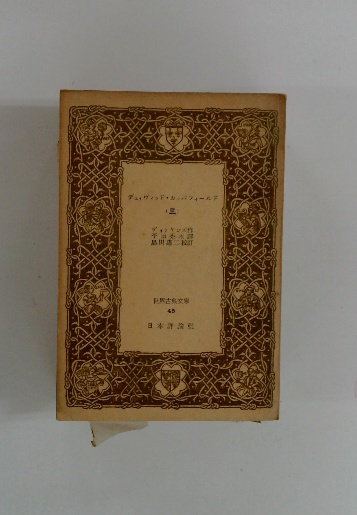 デェイヴィッド・カッパフィールド
(三)
ディケンズ作
平田禿木譯
島田謹二校訂
世界古典文庫
45
日本評論社